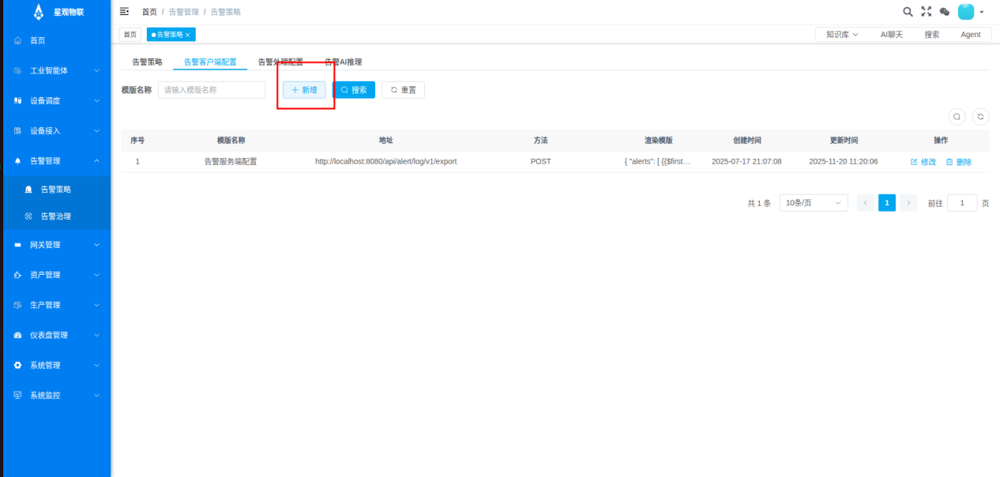 星观物联
首页 / 告警管理 / 告警策略
首页
告警策略 ×
知识库 AI聊天 搜索 Agent
首页
工业智能体
设备调度
设备接入
告警管理
告警策略
告警治理
网关管理
资产管理
生产管理
仪表盘管理
系统管理
系统监控
告警策略 告警客户端配置 告警处理配置 告警AI推理
模版名称 请输入模版名称 新增 搜索 重置
序号 模版名称 地址 方法 渲染模版 创建时间 更新时间 操作
1 告警服务端配置 http://localhost:8080/api/alert/log/v1/export POST { "alerts": [ {{$first... 2025-07-17 21:07:08 2025-11-20 11:20:06 修改 删除
共 1 条 10条/页 1 前往 1 页